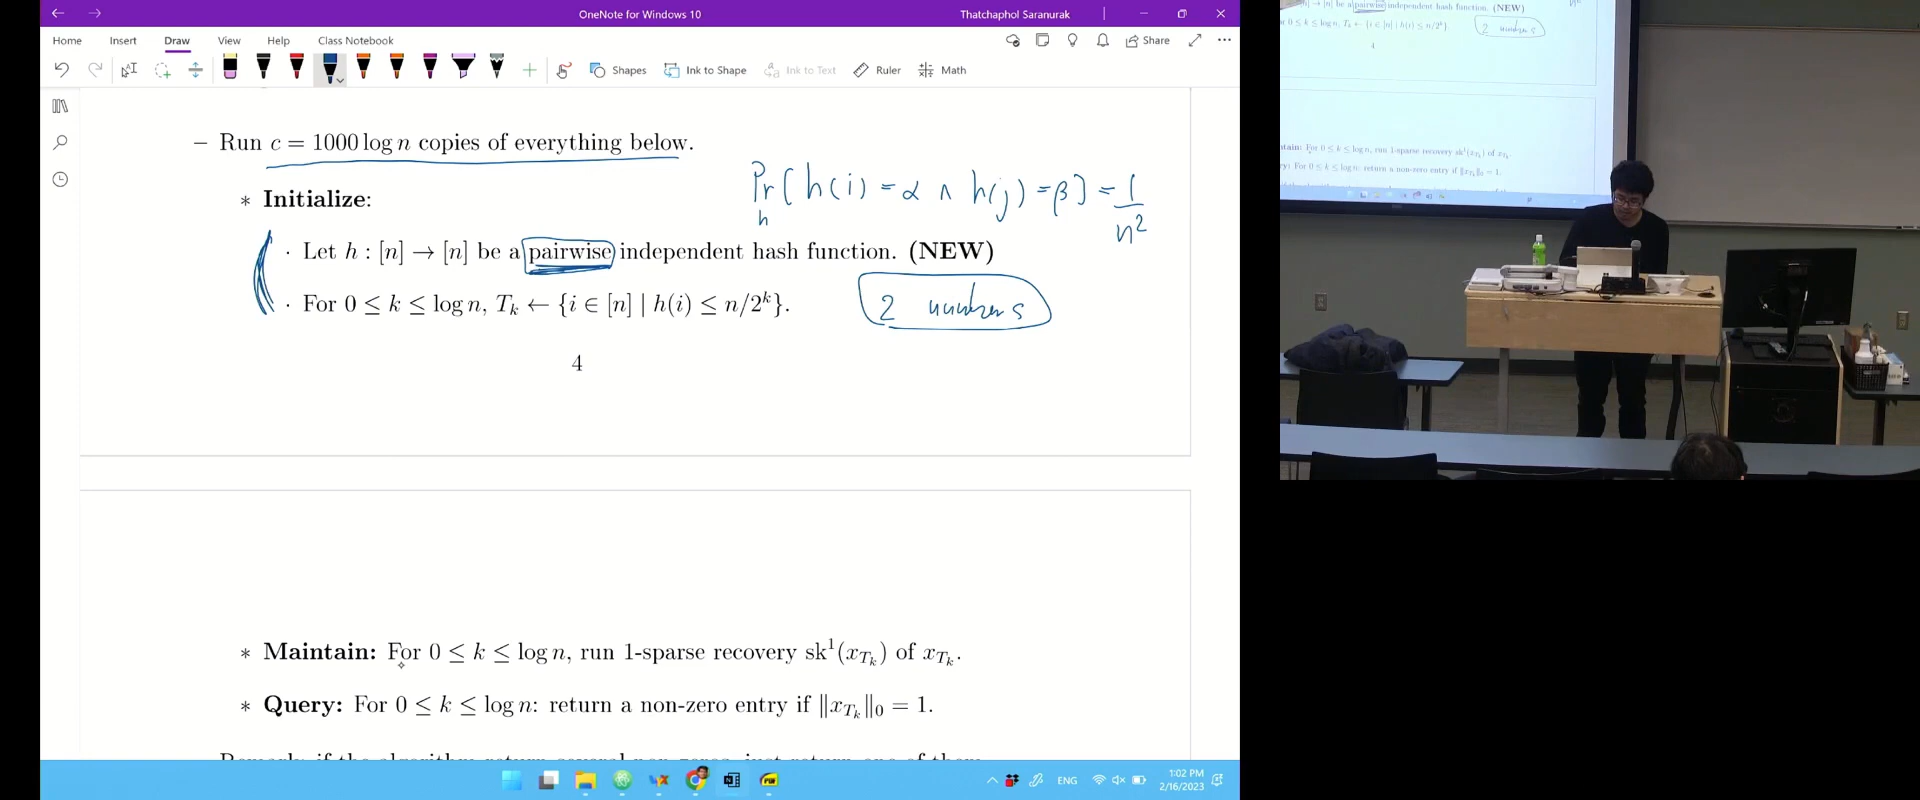 OneNote for Windows 10
Thatchaphol Saranurak
Home Insert Draw View Help Class Notebook
Share
Shapes Ink to Shape Ink to Text Ruler Math
– Run c = 1000 log n copies of everything below.
∗ Initialize:
Pr_h [ h(i) = α ∧ h(j) = β ] = 1/n²
· Let h : [n] → [n] be a pairwise independent hash function. (NEW)
· For 0 ≤ k ≤ log n, T_k ← {i ∈ [n] | h(i) ≤ n/2^k}.
2 numbers
4
∗ Maintain: For 0 ≤ k ≤ log n, run 1-sparse recovery sk¹(x_{T_k}) of x_{T_k}.
∗ Query: For 0 ≤ k ≤ log n: return a non-zero entry if ‖x_{T_k}‖₀ = 1.
ENG
1:02 PM
2/16/2023